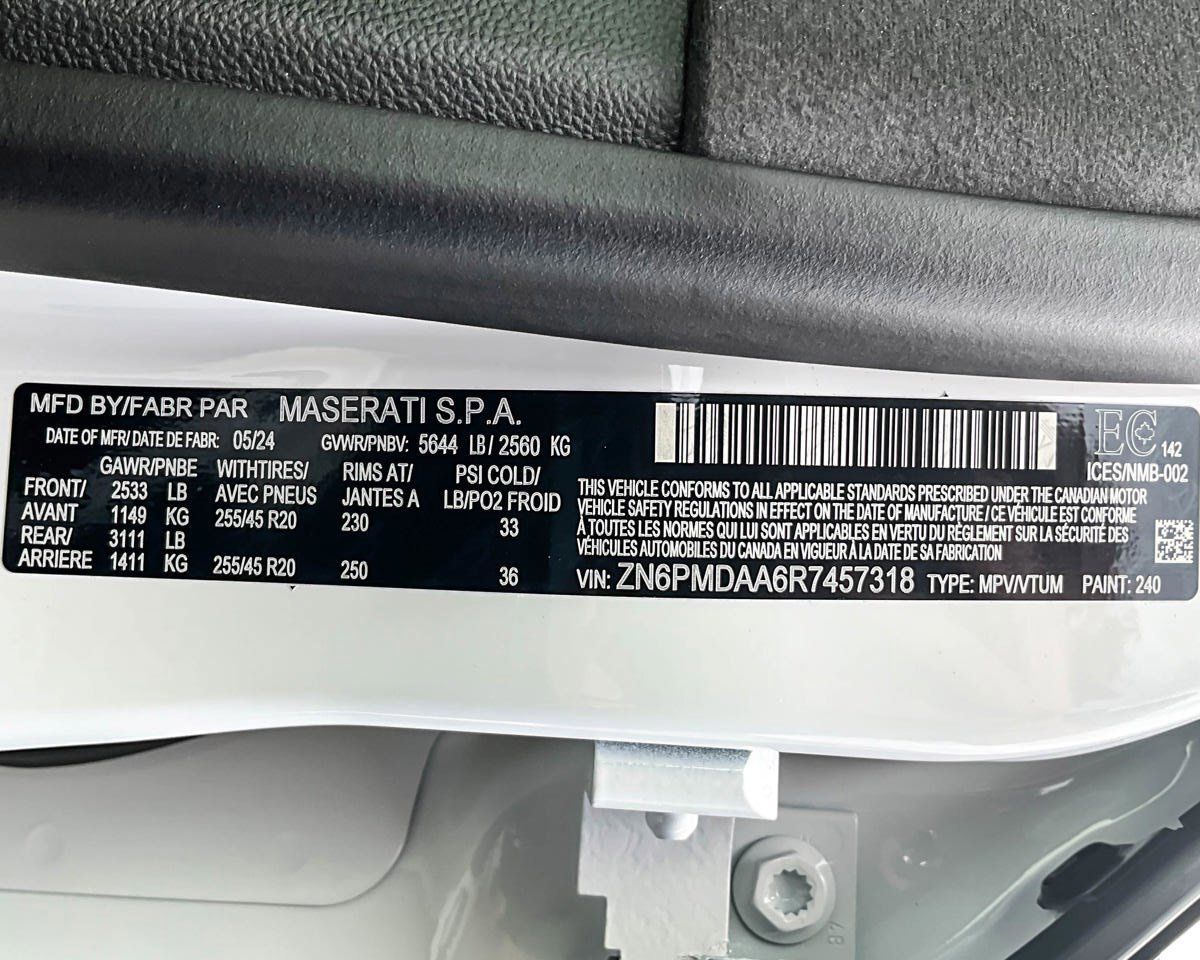 MFD BY/FABR PAR MASERATI S.P.A.
DATE OF MFR/ DATE DE FABR: 05/24 GVWR/PNBV: 5644 LB / 2560 KG
GAWR/PNBE WITHTIRES/ RIMS AT/ PSI COLD/
FRONT/ 2533 LB AVEC PNEUS JANTES A LB/PO2 FROID
AVANT 1149 KG 255/45 R20 230 33
REAR/ 3111 LB
ARRIERE 1411 KG 255/45 R20 250 36
EC 142
ICES/NMB-002
THIS VEHICLE CONFORMS TO ALL APPLICABLE STANDARDS PRESCRIBED UNDER THE CANADIAN MOTOR
VEHICLE SAFETY REGULATIONS IN EFFECT ON THE DATE OF MANUFACTURE / CE VÉHICULE EST CONFORME
À TOUTES LES NORMES QUI LUI SONT APPLICABLES EN VERTU DU RÈGLEMENT SUR LA SÉCURITÉ DES
VÉHICULES AUTOMOBILES DU CANADA EN VIGUEUR À LA DATE DE SA FABRICATION
VIN: ZN6PMDAA6R7457318 TYPE: MPV/VTUM PAINT: 240
48